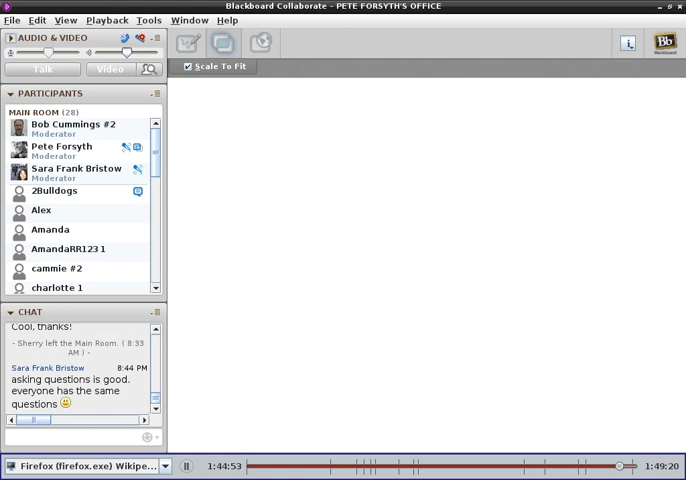 Blackboard Collaborate - PETE FORSYTH'S OFFICE
File Edit View Playback Tools Window Help
AUDIO & VIDEO
Talk Video
Scale To Fit
i
Bb
Blackboard
PARTICIPANTS
MAIN ROOM (28)
Bob Cummings #2
Moderator
Pete Forsyth
Moderator
Sara Frank Bristow
Moderator
2Bulldogs
Alex
Amanda
AmandaRR123 1
cammie #2
charlotte 1
CHAT
Cool, thanks!
- Sherry left the Main Room. ( 8:33
AM ) -
Sara Frank Bristow 8:44 PM
asking questions is good.
everyone has the same
questions
Firefox (firefox.exe) Wikipe... 1:44:53 1:49:20